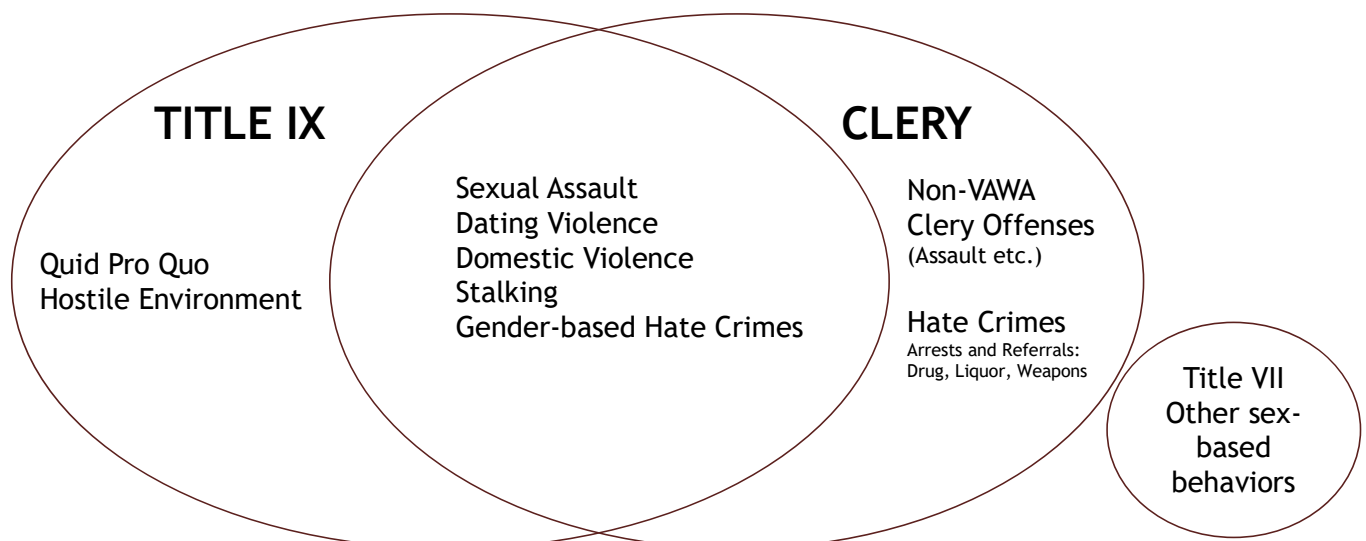 TITLE IX
CLERY
Quid Pro Quo
Hostile Environment
Sexual Assault
Dating Violence
Domestic Violence
Stalking
Gender-based Hate Crimes
Non-VAWA
Clery Offenses
(Assault etc.)
Hate Crimes
Arrests and Referrals:
Drug, Liquor, Weapons
Title VII
Other sex-
based
behaviors